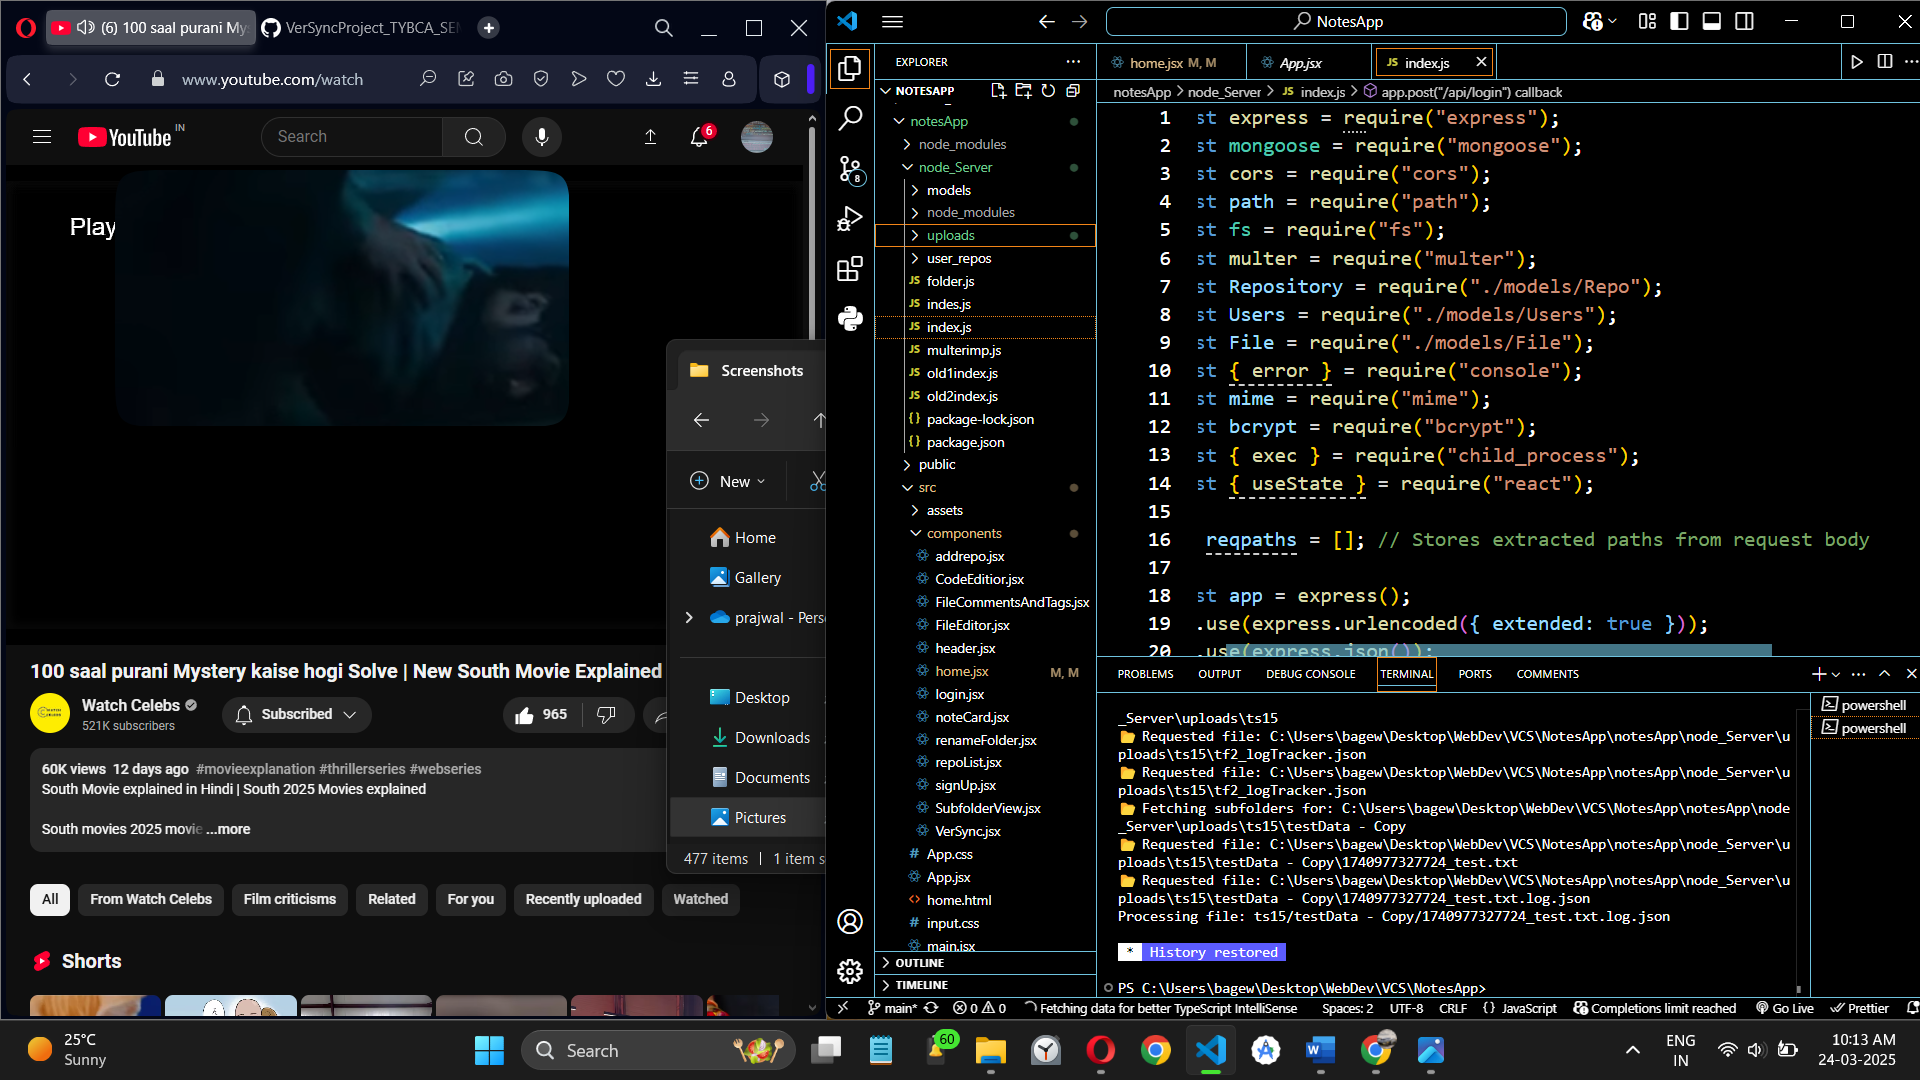 (6) 100 saal purani My
VerSyncProject_TYBCA_SE
www.youtube.com/watch
YouTube
IN
Search
6
Play
100 saal purani Mystery kaise hogi Solve | New South Movie Explained
Watch Celebs
521K subscribers
Subscribed
965
60K views 12 days ago #movieexplanation #thrillerseries #webseries
South Movie explained in Hindi | South 2025 Movies explained
South movies 2025 movie ...more
All
From Watch Celebs
Film criticisms
Related
For you
Recently uploaded
Watched
Shorts
Screenshots
New
Home
Gallery
prajwal - Pers
Desktop
Downloads
Documents
Pictures
477 items
1 item s
NotesApp
EXPLORER
NOTESAPP
notesApp
node_modules
node_Server
models
node_modules
uploads
user_repos
JS folder.js
JS indes.js
JS index.js
JS multerimp.js
JS old1index.js
JS old2index.js
{} package-lock.json
{} package.json
public
src
assets
components
addrepo.jsx
CodeEditior.jsx
FileCommentsAndTags.jsx
FileEditor.jsx
header.jsx
home.jsx M, M
login.jsx
noteCard.jsx
renameFolder.jsx
repoList.jsx
signUp.jsx
SubfolderView.jsx
VerSync.jsx
# App.css
App.jsx
<> home.html
# input.css
main.jsx
OUTLINE
TIMELINE
8
home.jsx M, M
App.jsx
JS index.js
notesApp > node_Server > JS index.js > app.post("/api/login") callback
1 st express = require("express");
2 st mongoose = require("mongoose");
3 st cors = require("cors");
4 st path = require("path");
5 st fs = require("fs");
6 st multer = require("multer");
7 st Repository = require("./models/Repo");
8 st Users = require("./models/Users");
9 st File = require("./models/File");
10 st { error } = require("console");
11 st mime = require("mime");
12 st bcrypt = require("bcrypt");
13 st { exec } = require("child_process");
14 st { useState } = require("react");
15
16 reqpaths = []; // Stores extracted paths from request body
17
18 st app = express();
19 .use(express.urlencoded({ extended: true }));
20 .use(express.json());
PROBLEMS
OUTPUT
DEBUG CONSOLE
TERMINAL
PORTS
COMMENTS
powershell
powershell
_Server\uploads\ts15
Requested file: C:\Users\bagew\Desktop\WebDev\VCS\NotesApp\notesApp\node_Server\u
ploads\ts15\tf2_logTracker.json
Requested file: C:\Users\bagew\Desktop\WebDev\VCS\NotesApp\notesApp\node_Server\u
ploads\ts15\tf2_logTracker.json
Fetching subfolders for: C:\Users\bagew\Desktop\WebDev\VCS\NotesApp\notesApp\node
_Server\uploads\ts15\testData - Copy
Requested file: C:\Users\bagew\Desktop\WebDev\VCS\NotesApp\notesApp\node_Server\u
ploads\ts15\testData - Copy\1740977327724_test.txt
Requested file: C:\Users\bagew\Desktop\WebDev\VCS\NotesApp\notesApp\node_Server\u
ploads\ts15\testData - Copy\1740977327724_test.txt.log.json
Processing file: ts15/testData - Copy/1740977327724_test.txt.log.json
* History restored
PS C:\Users\bagew\Desktop\WebDev\VCS\NotesApp>
main*
0 0
Fetching data for better TypeScript IntelliSense
Spaces: 2
UTF-8
CRLF
{} JavaScript
Completions limit reached
Go Live
Prettier
25°C
Sunny
Search
60
ENG
IN
10:13 AM
24-03-2025